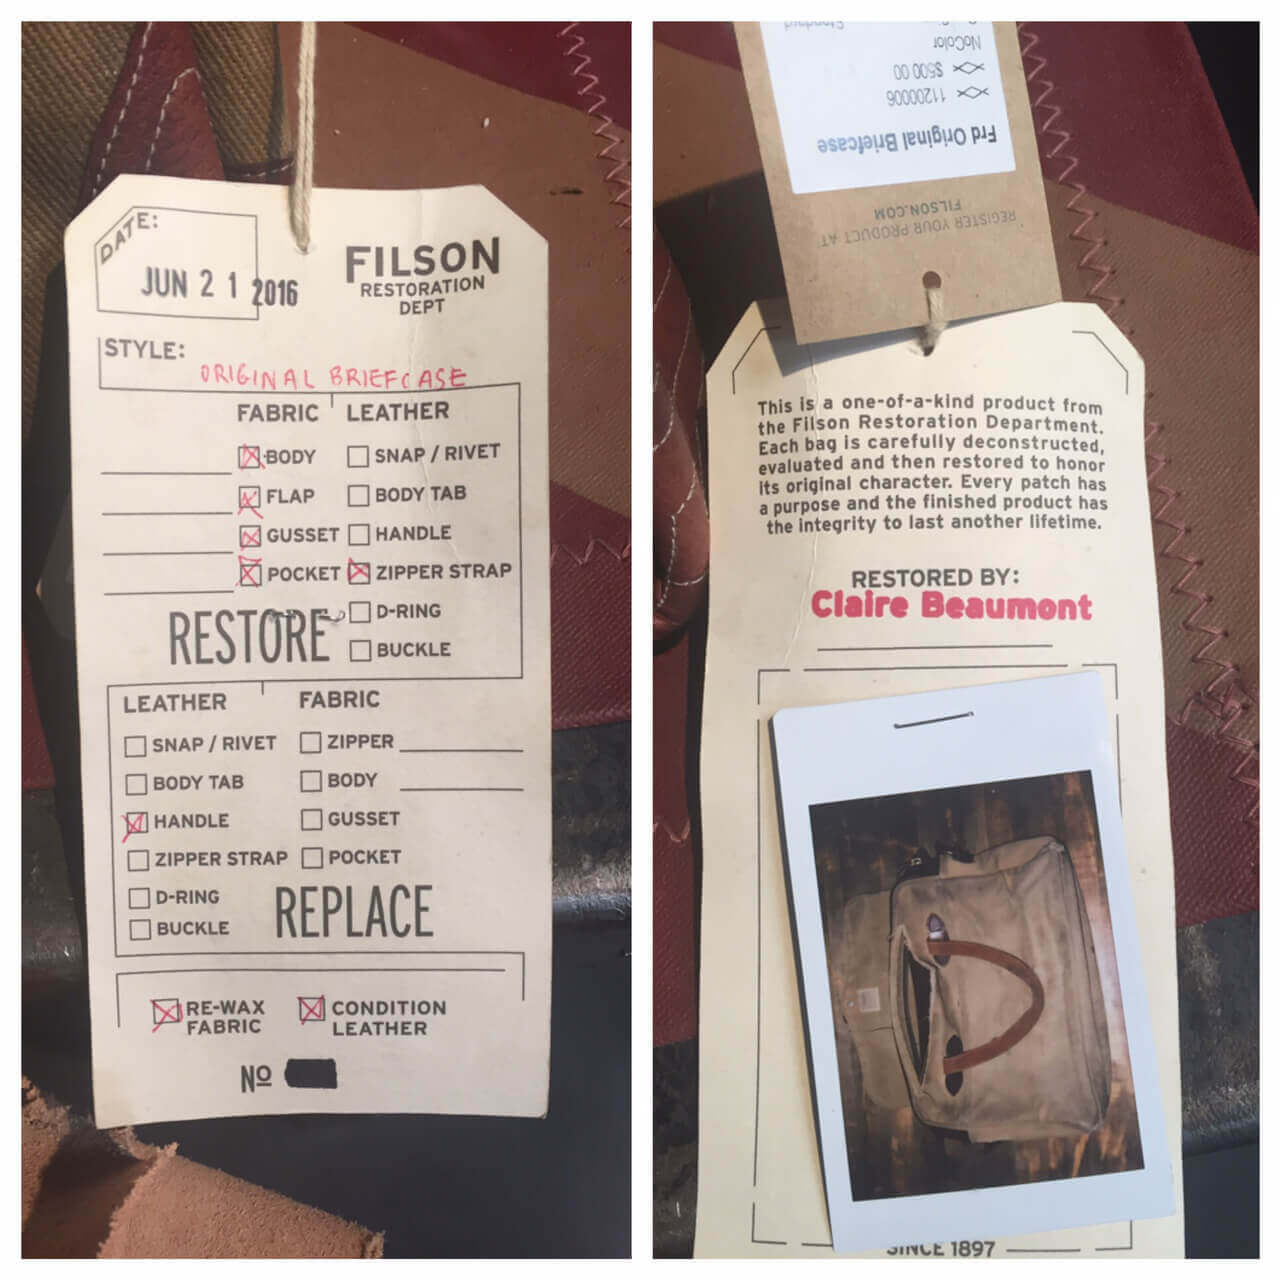 DATE:
JUN 21 2016
FILSON
RESTORATION
DEPT
STYLE:
ORIGINAL BRIEFCASE
FABRIC LEATHER
BODY SNAP / RIVET
FLAP BODY TAB
GUSSET HANDLE
POCKET ZIPPER STRAP
RESTORE D-RING
BUCKLE
LEATHER FABRIC
SNAP / RIVET ZIPPER
BODY TAB BODY
HANDLE GUSSET
ZIPPER STRAP POCKET
D-RING
BUCKLE REPLACE
RE-WAX FABRIC
CONDITION LEATHER
Nº
Frd Original Briefcase
11200006
$500.00
NoColor
Standard
REGISTER YOUR PRODUCT AT
FILSON.COM
This is a one-of-a-kind product from
the Filson Restoration Department.
Each bag is carefully deconstructed,
evaluated and then restored to honor
its original character. Every patch has
a purpose and the finished product has
the integrity to last another lifetime.
RESTORED BY:
Claire Beaumont
SINCE 1897